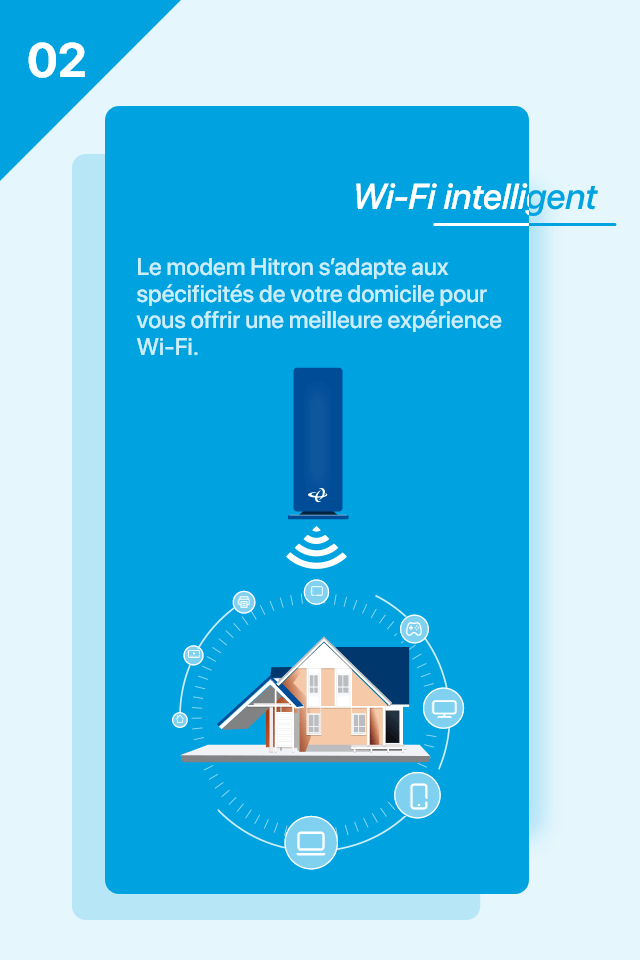 02
Wi-Fi intelligent
Le modem Hitron s’adapte aux
spécificités de votre domicile pour
vous offrir une meilleure expérience
Wi-Fi.